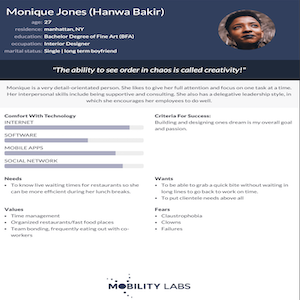 Monique Jones (Hanwa Bakir)
age: 27
residence: manhattan, NY
education: Bachelor Degree of Fine Art (BFA)
occupation: Interior Designer
marital status: Single | long term boyfriend
"The ability to see order in chaos is called creativity!"
Monique is a very detail-orientated person. She likes to give her full attention and focus on one task at a time.
Her interpersonal skills include being supportive and consulting. She also has a delegative leadership style, in
which she encourages her employees to do well.
Comfort With Technology
INTERNET
SOFTWARE
MOBILE APPS
SOCIAL NETWORK
Criteria For Success:
Building and designing ones dream is my overall goal
and passion.
Needs
• To know live waiting times for restaurants so she
can be more efficient during her lunch breaks.
Wants
• To be able to grab a quick bite without waiting in
long lines to go back to work on time.
• To put clientele needs above all
Values
• Time management
• Organized restaurants/fast food places
• Team bonding, frequently eating out with co-
workers
Fears
• Claustrophobia
• Clowns
• Failures
MOBILITY LABS